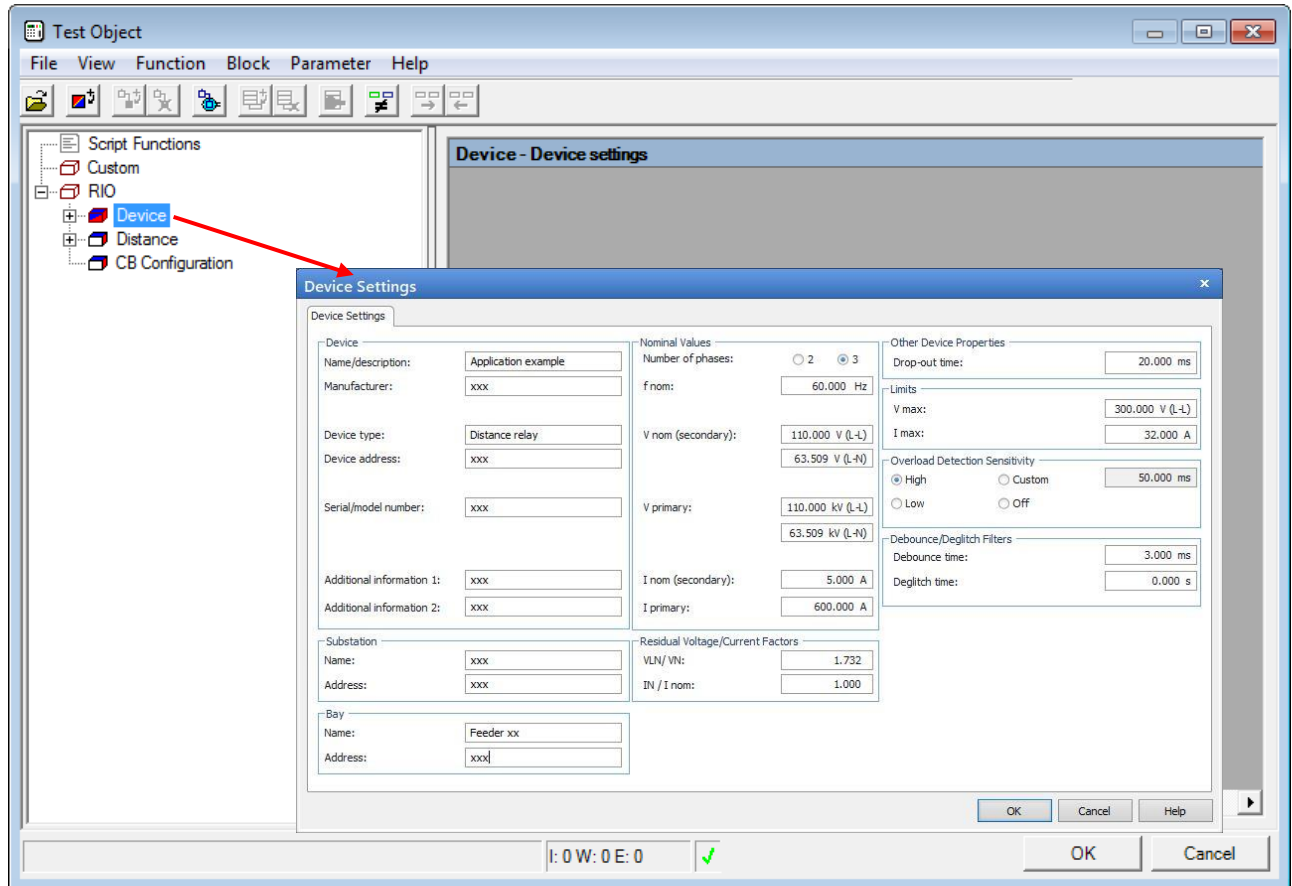 Test Object
File View Function Block Parameter Help
Script Functions
Custom
RIO
Device
Distance
CB Configuration
Device - Device settings
Device Settings
Device Settings
Device
Name/description: Application example
Manufacturer: xxx
Device type: Distance relay
Device address: xxx
Serial/model number: xxx
Additional information 1: xxx
Additional information 2: xxx
Substation
Name: xxx
Address: xxx
Bay
Name: Feeder xx
Address: xxx
Nominal Values
Number of phases: 2 3
f nom: 60.000 Hz
V nom (secondary): 110.000 V (L-L)
63.509 V (L-N)
V primary: 110.000 kV (L-L)
63.509 kV (L-N)
I nom (secondary): 5.000 A
I primary: 600.000 A
Residual Voltage/Current Factors
VLN/ VN: 1.732
IN / I nom: 1.000
Other Device Properties
Drop-out time: 20.000 ms
Limits
V max: 300.000 V (L-L)
I max: 32.000 A
Overload Detection Sensitivity
High Custom 50.000 ms
Low Off
Debounce/Deglitch Filters
Debounce time: 3.000 ms
Deglitch time: 0.000 s
OK Cancel Help
I: 0 W: 0 E: 0
OK Cancel